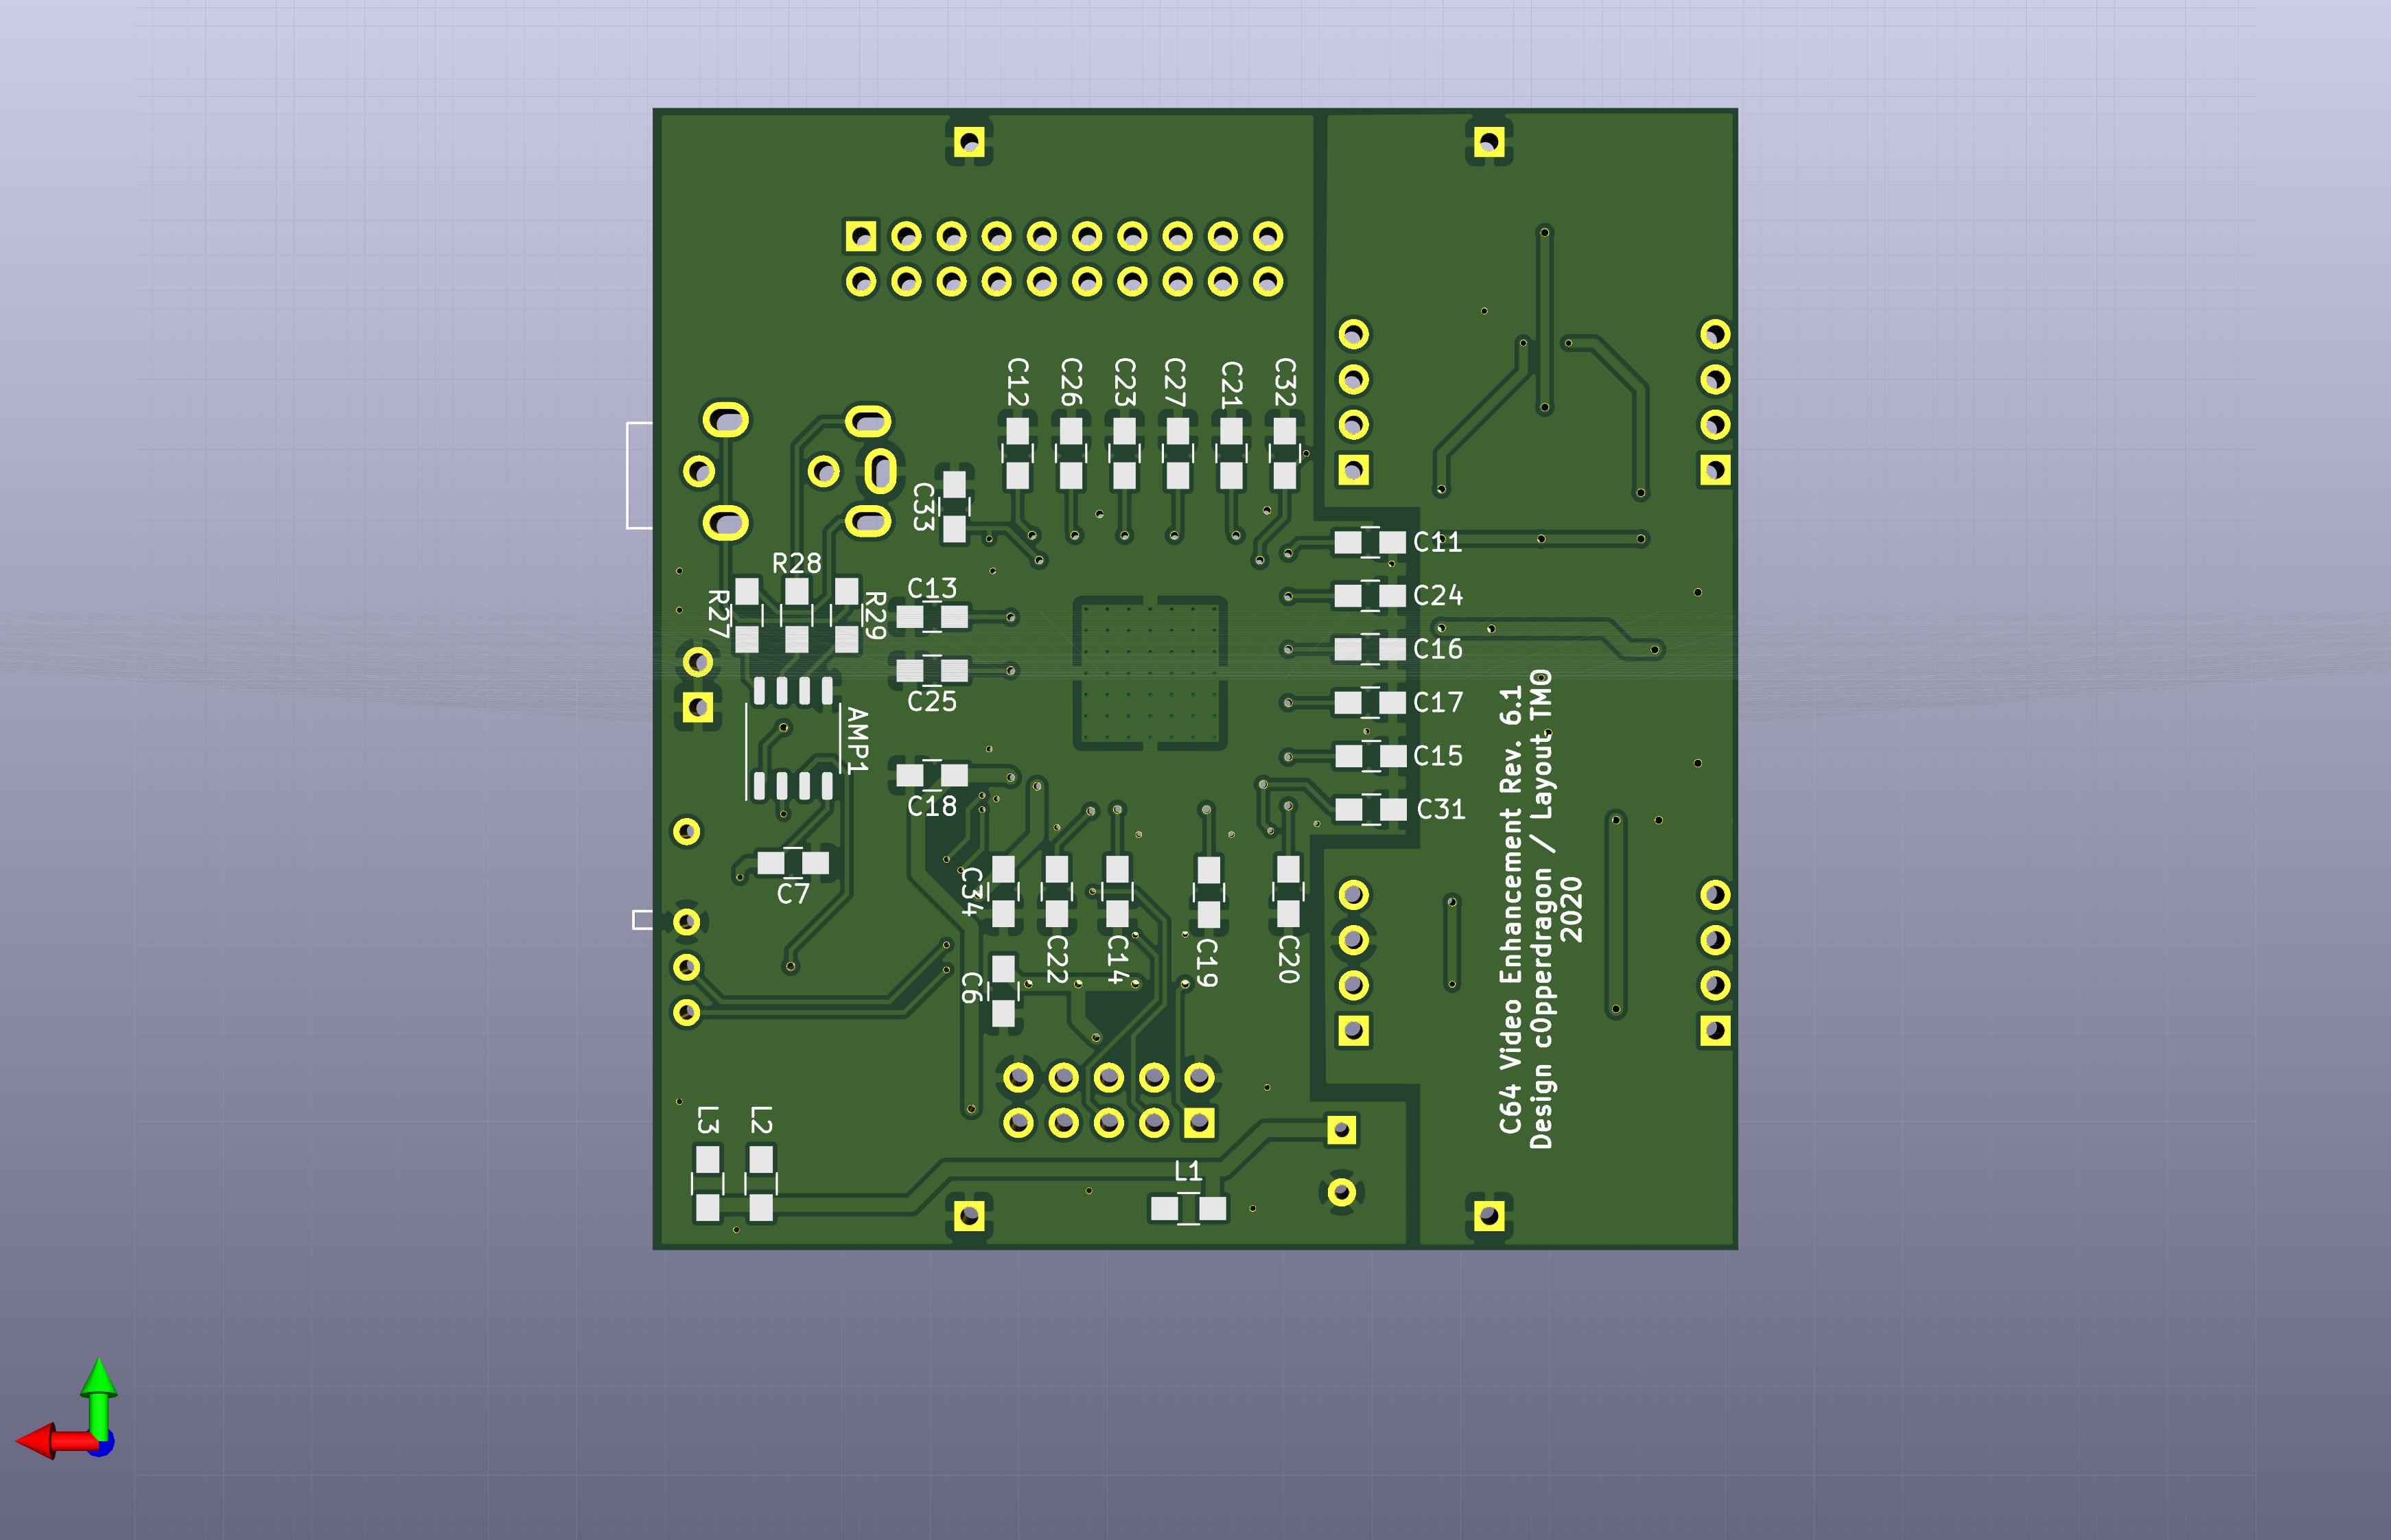 C12
C26
C23
C27
C21
C32
C33
C11
R28
C13
C24
R27
R29
C16
C25
C17
AMP1
C15
C18
C31
C34
C7
C22
C14
C19
C20
C6
C64 Video Enhancement Rev. 6.1
Design c0pperdragon / Layout TMO
2020
L3
L2
L1